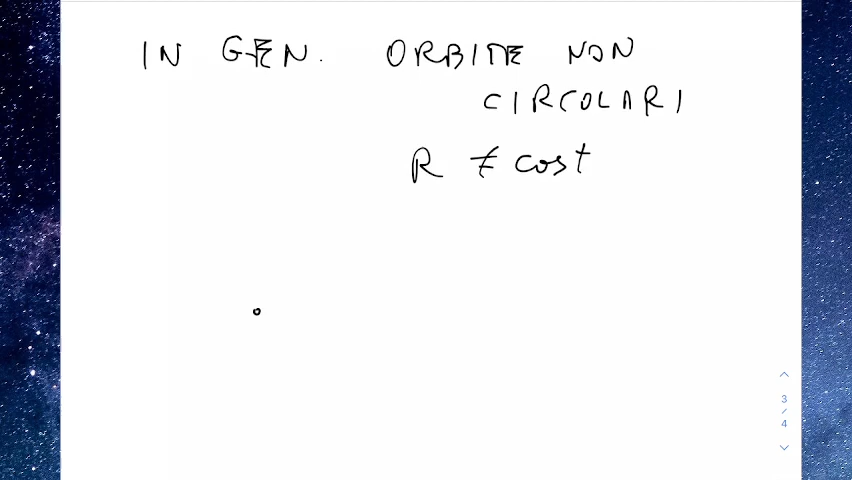 IN GEN. ORBITE NON
CIRCOLARI
R ≠ cost
3
/
4